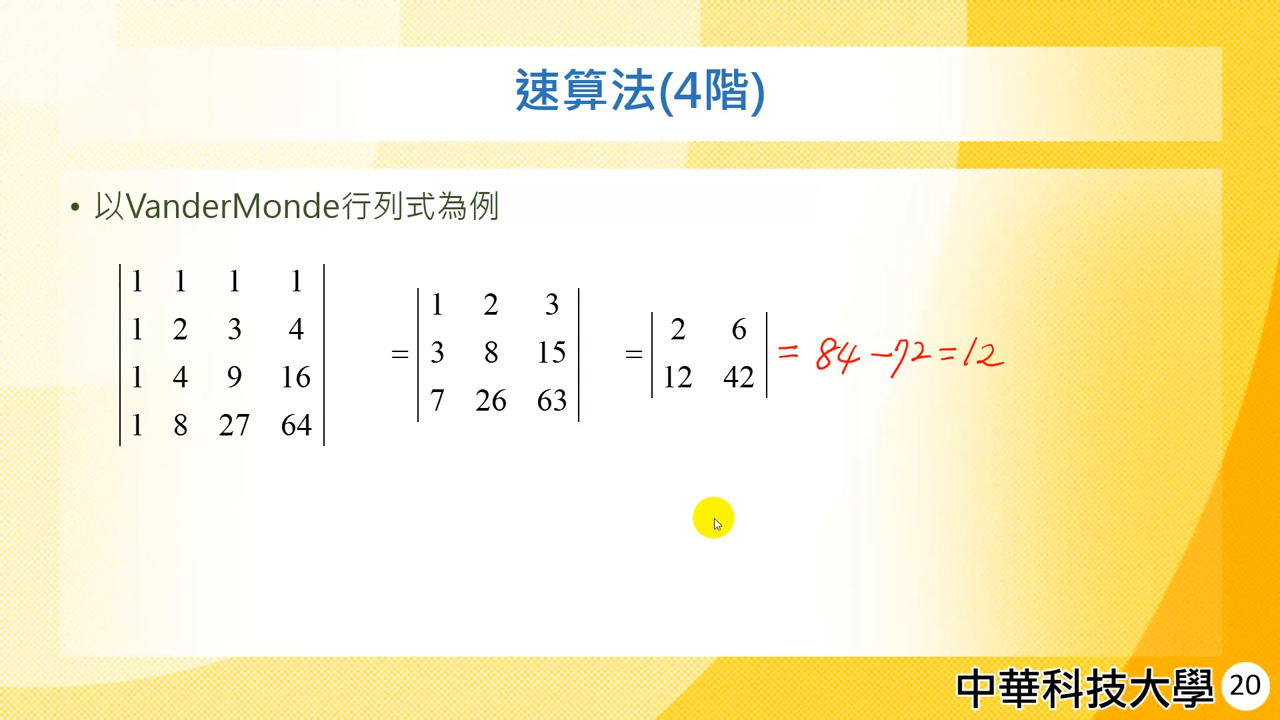 速算法(4階)
• 以VanderMonde行列式為例
|1 1 1 1|
|1 2 3 4|
|1 4 9 16|
|1 8 27 64|
=
|1 2 3|
|3 8 15|
|7 26 63|
=
|2 6|
|12 42|
= 84 - 72 = 12
中華科技大學 20